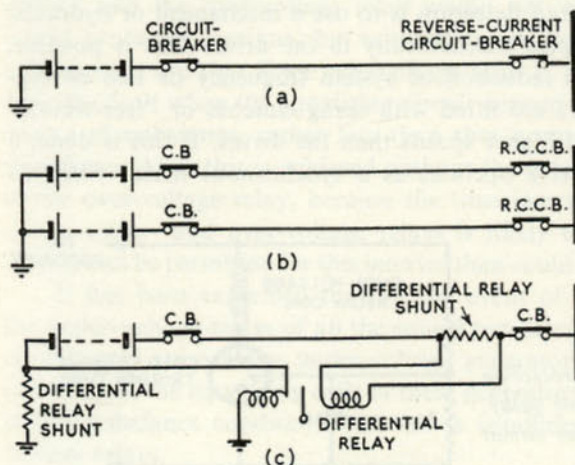 CIRCUIT-
BREAKER
REVERSE-CURRENT
CIRCUIT-BREAKER
(a)
C.B.
R.C.C.B.
C.B.
R.C.C.B.
(b)
DIFFERENTIAL RELAY
SHUNT
C.B.
C.B.
DIFFERENTIAL
RELAY
SHUNT
DIFFERENTIAL
RELAY
(c)